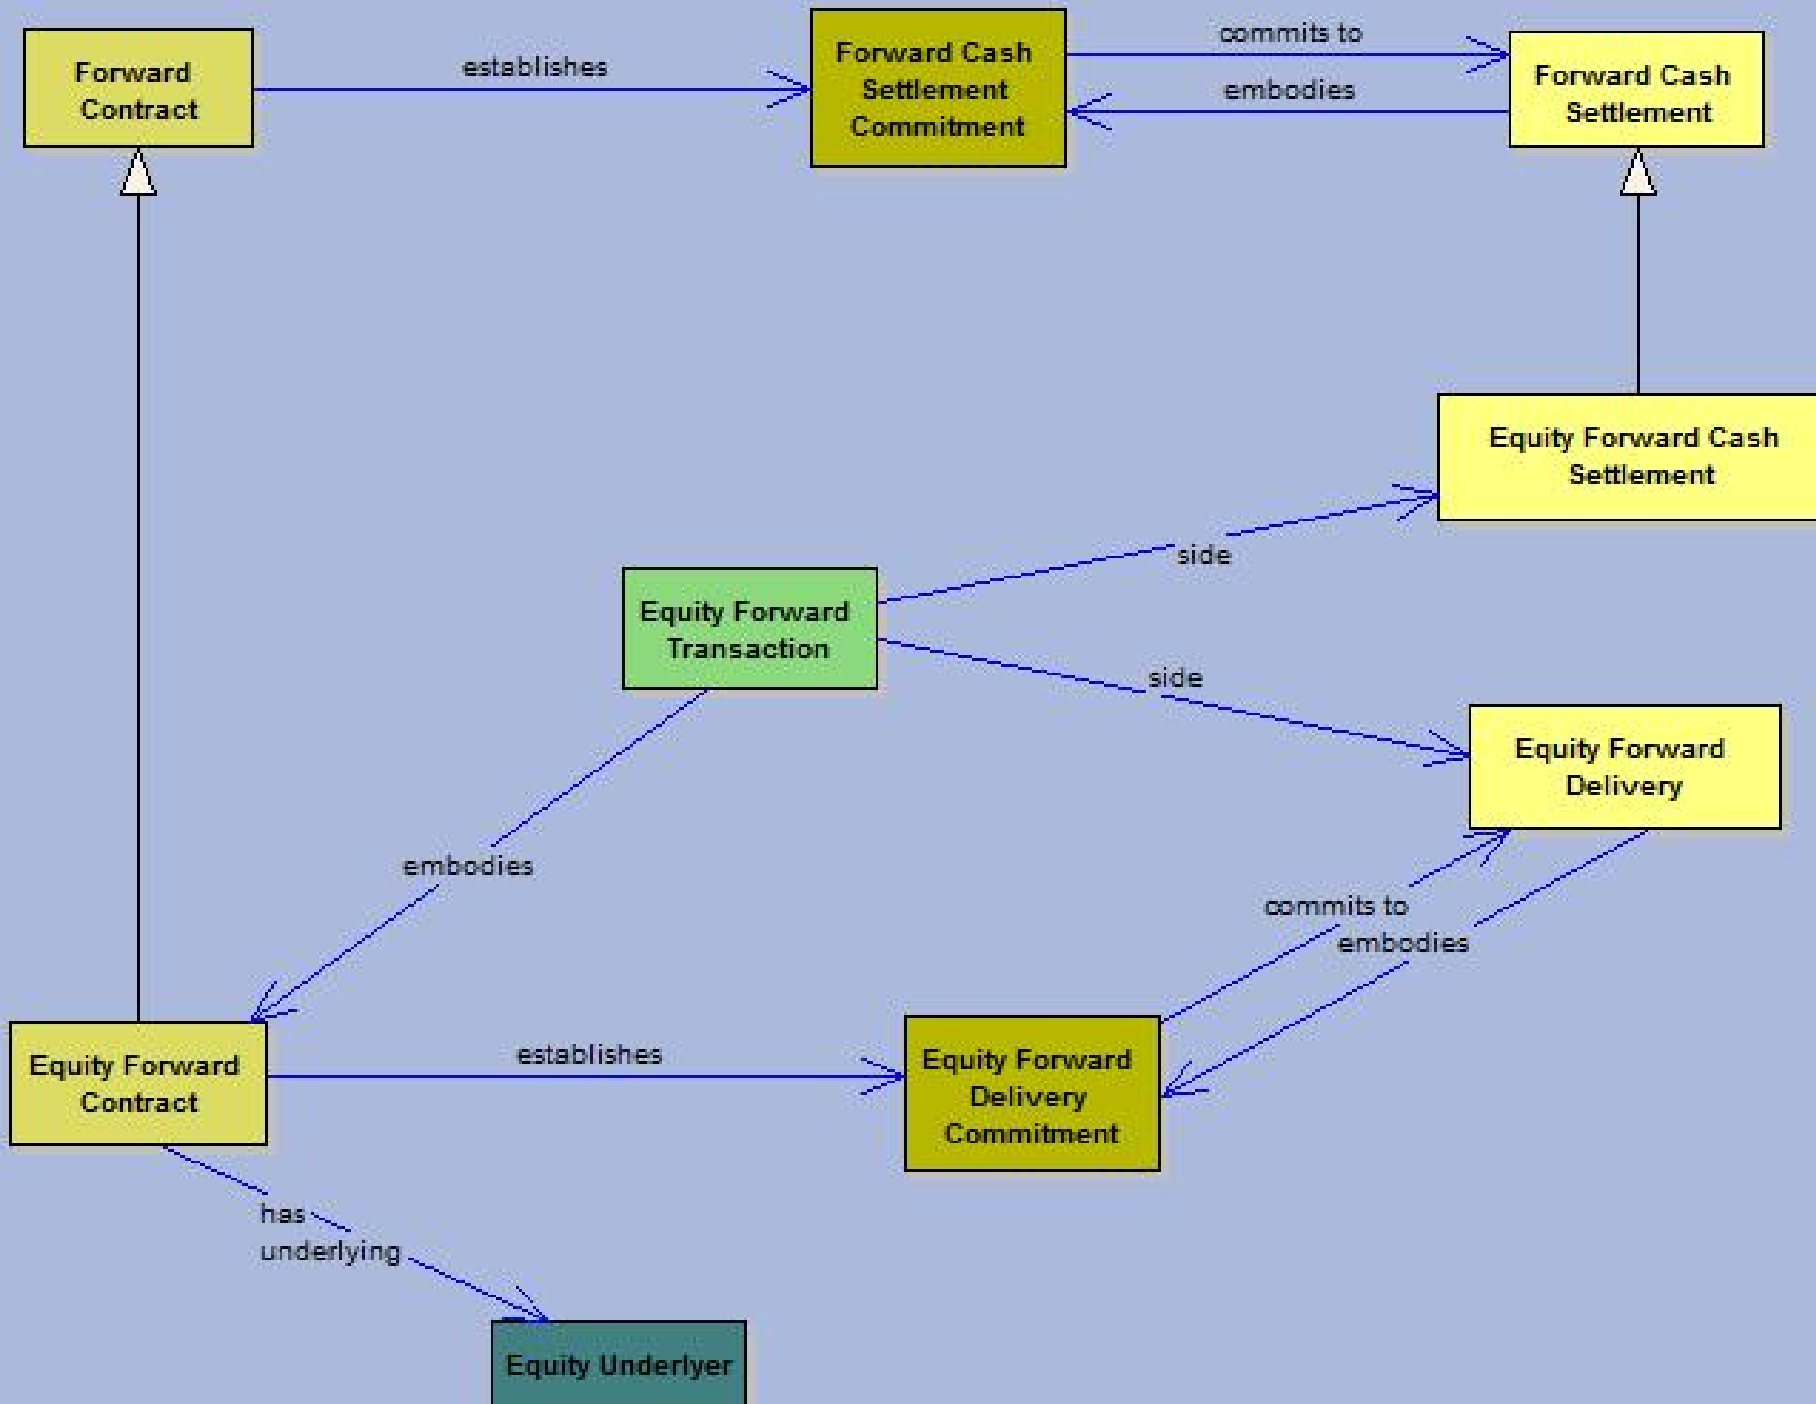 Forward
Contract
establishes
Forward Cash
Settlement
Commitment
commits to
embodies
Forward Cash
Settlement
Equity Forward Cash
Settlement
side
Equity Forward
Transaction
side
Equity Forward
Delivery
embodies
commits to
embodies
Equity Forward
Contract
establishes
Equity Forward
Delivery
Commitment
has
underlying
Equity Underlyer